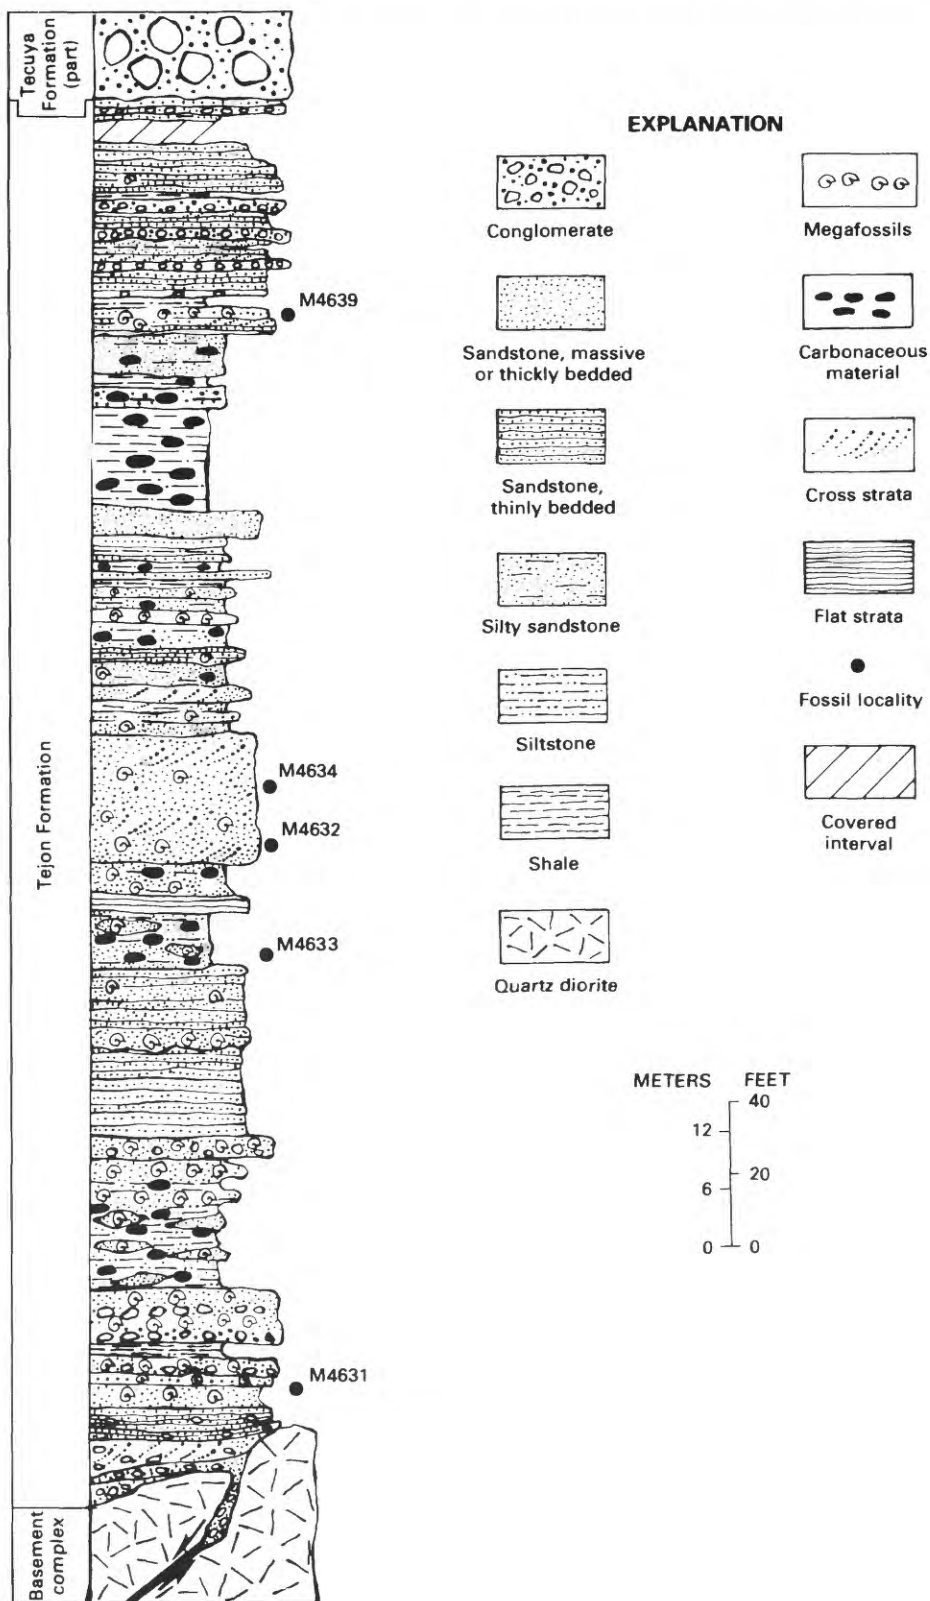 Tecuya
Formation
(part)
Tejon Formation
Basement
complex
M4639
M4634
M4632
M4633
M4631
EXPLANATION
Conglomerate
Sandstone, massive
or thickly bedded
Sandstone,
thinly bedded
Silty sandstone
Siltstone
Shale
Quartz diorite
Megafossils
Carbonaceous
material
Cross strata
Flat strata
Fossil locality
Covered
interval
METERS FEET
40
12
20
6
0 0